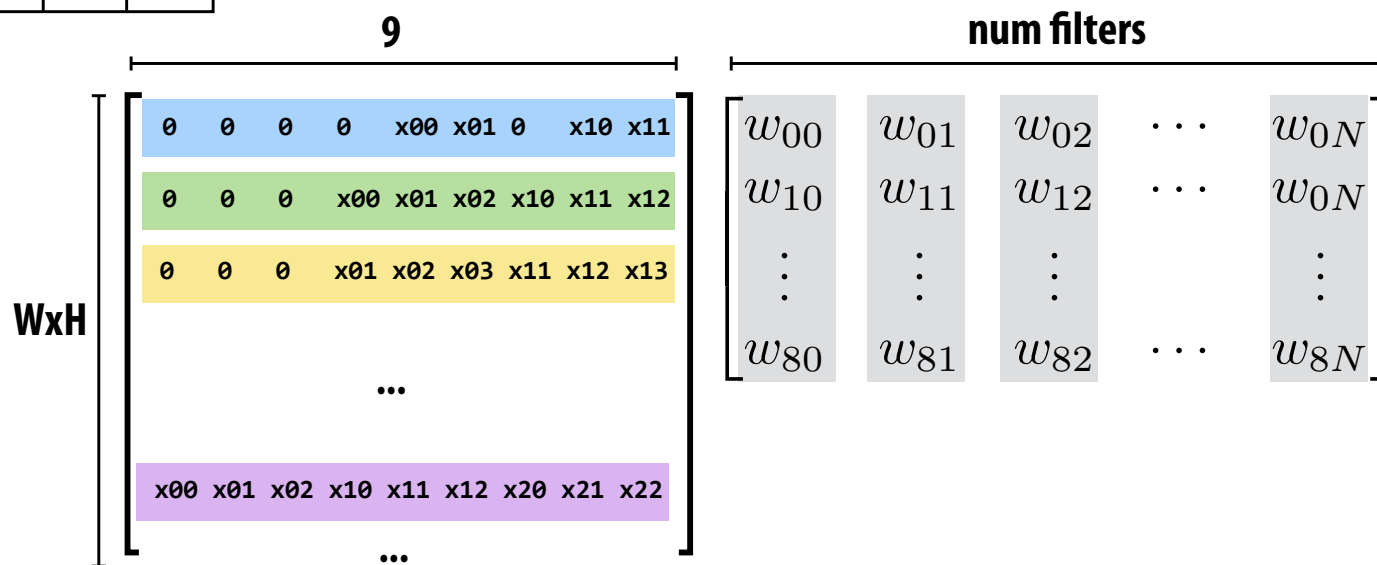 9 num filters
0 0 0 0 x00 x01 0 x10 x11
0 0 0 x00 x01 x02 x10 x11 x12
0 0 0 x01 x02 x03 x11 x12 x13
WxH
...
x00 x01 x02 x10 x11 x12 x20 x21 x22
...
w₀₀ w₀₁ w₀₂ ⋯ w₀N
w₁₀ w₁₁ w₁₂ ⋯ w₀N
⋮ ⋮ ⋮ ⋮
w₈₀ w₈₁ w₈₂ ⋯ w₈N